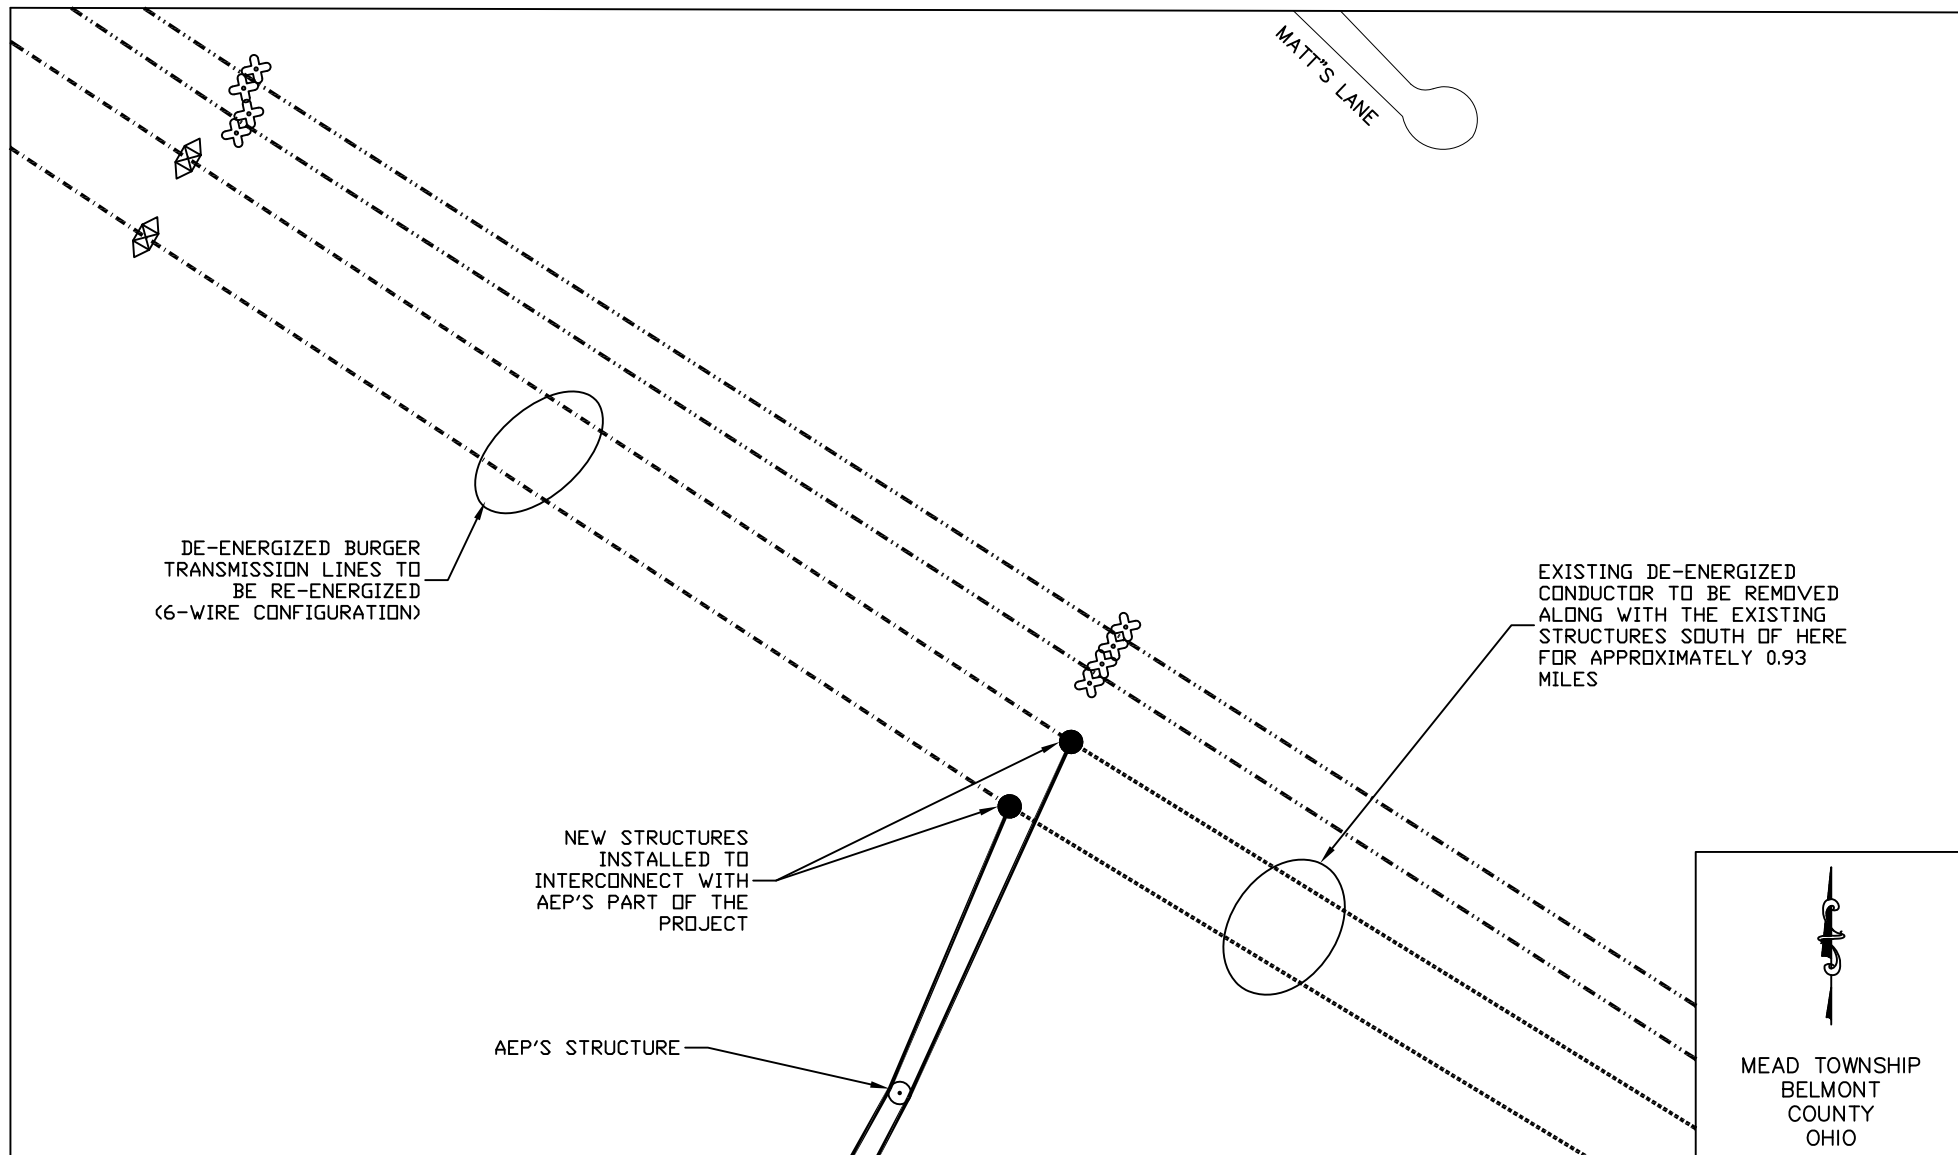 MATT"S LANE
DE-ENERGIZED BURGER
TRANSMISSION LINES TO
BE RE-ENERGIZED
(6-WIRE CONFIGURATION)
EXISTING DE-ENERGIZED
CONDUCTOR TO BE REMOVED
ALONG WITH THE EXISTING
STRUCTURES SOUTH OF HERE
FOR APPROXIMATELY 0.93
MILES
NEW STRUCTURES
INSTALLED TO
INTERCONNECT WITH
AEP'S PART OF THE
PROJECT
AEP'S STRUCTURE
MEAD TOWNSHIP
BELMONT
COUNTY
OHIO